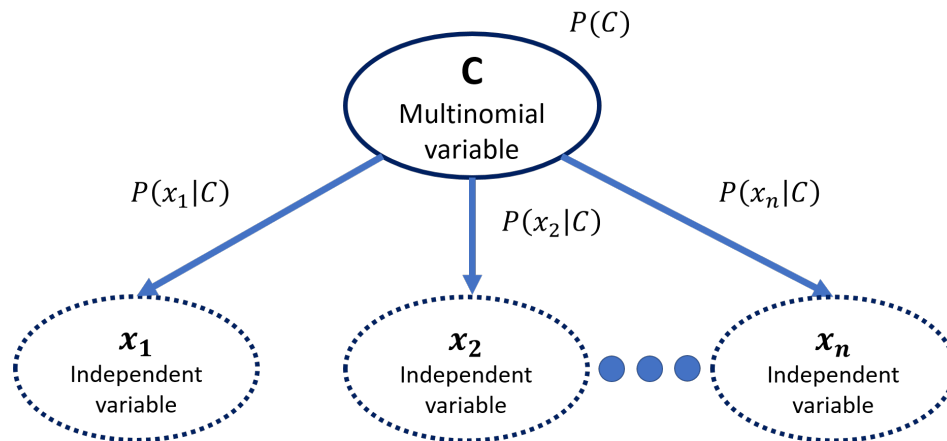 P(C)
C
Multinomial
variable
P(x₁|C)
P(x₂|C)
P(xₙ|C)
x₁
Independent
variable
x₂
Independent
variable
xₙ
Independent
variable